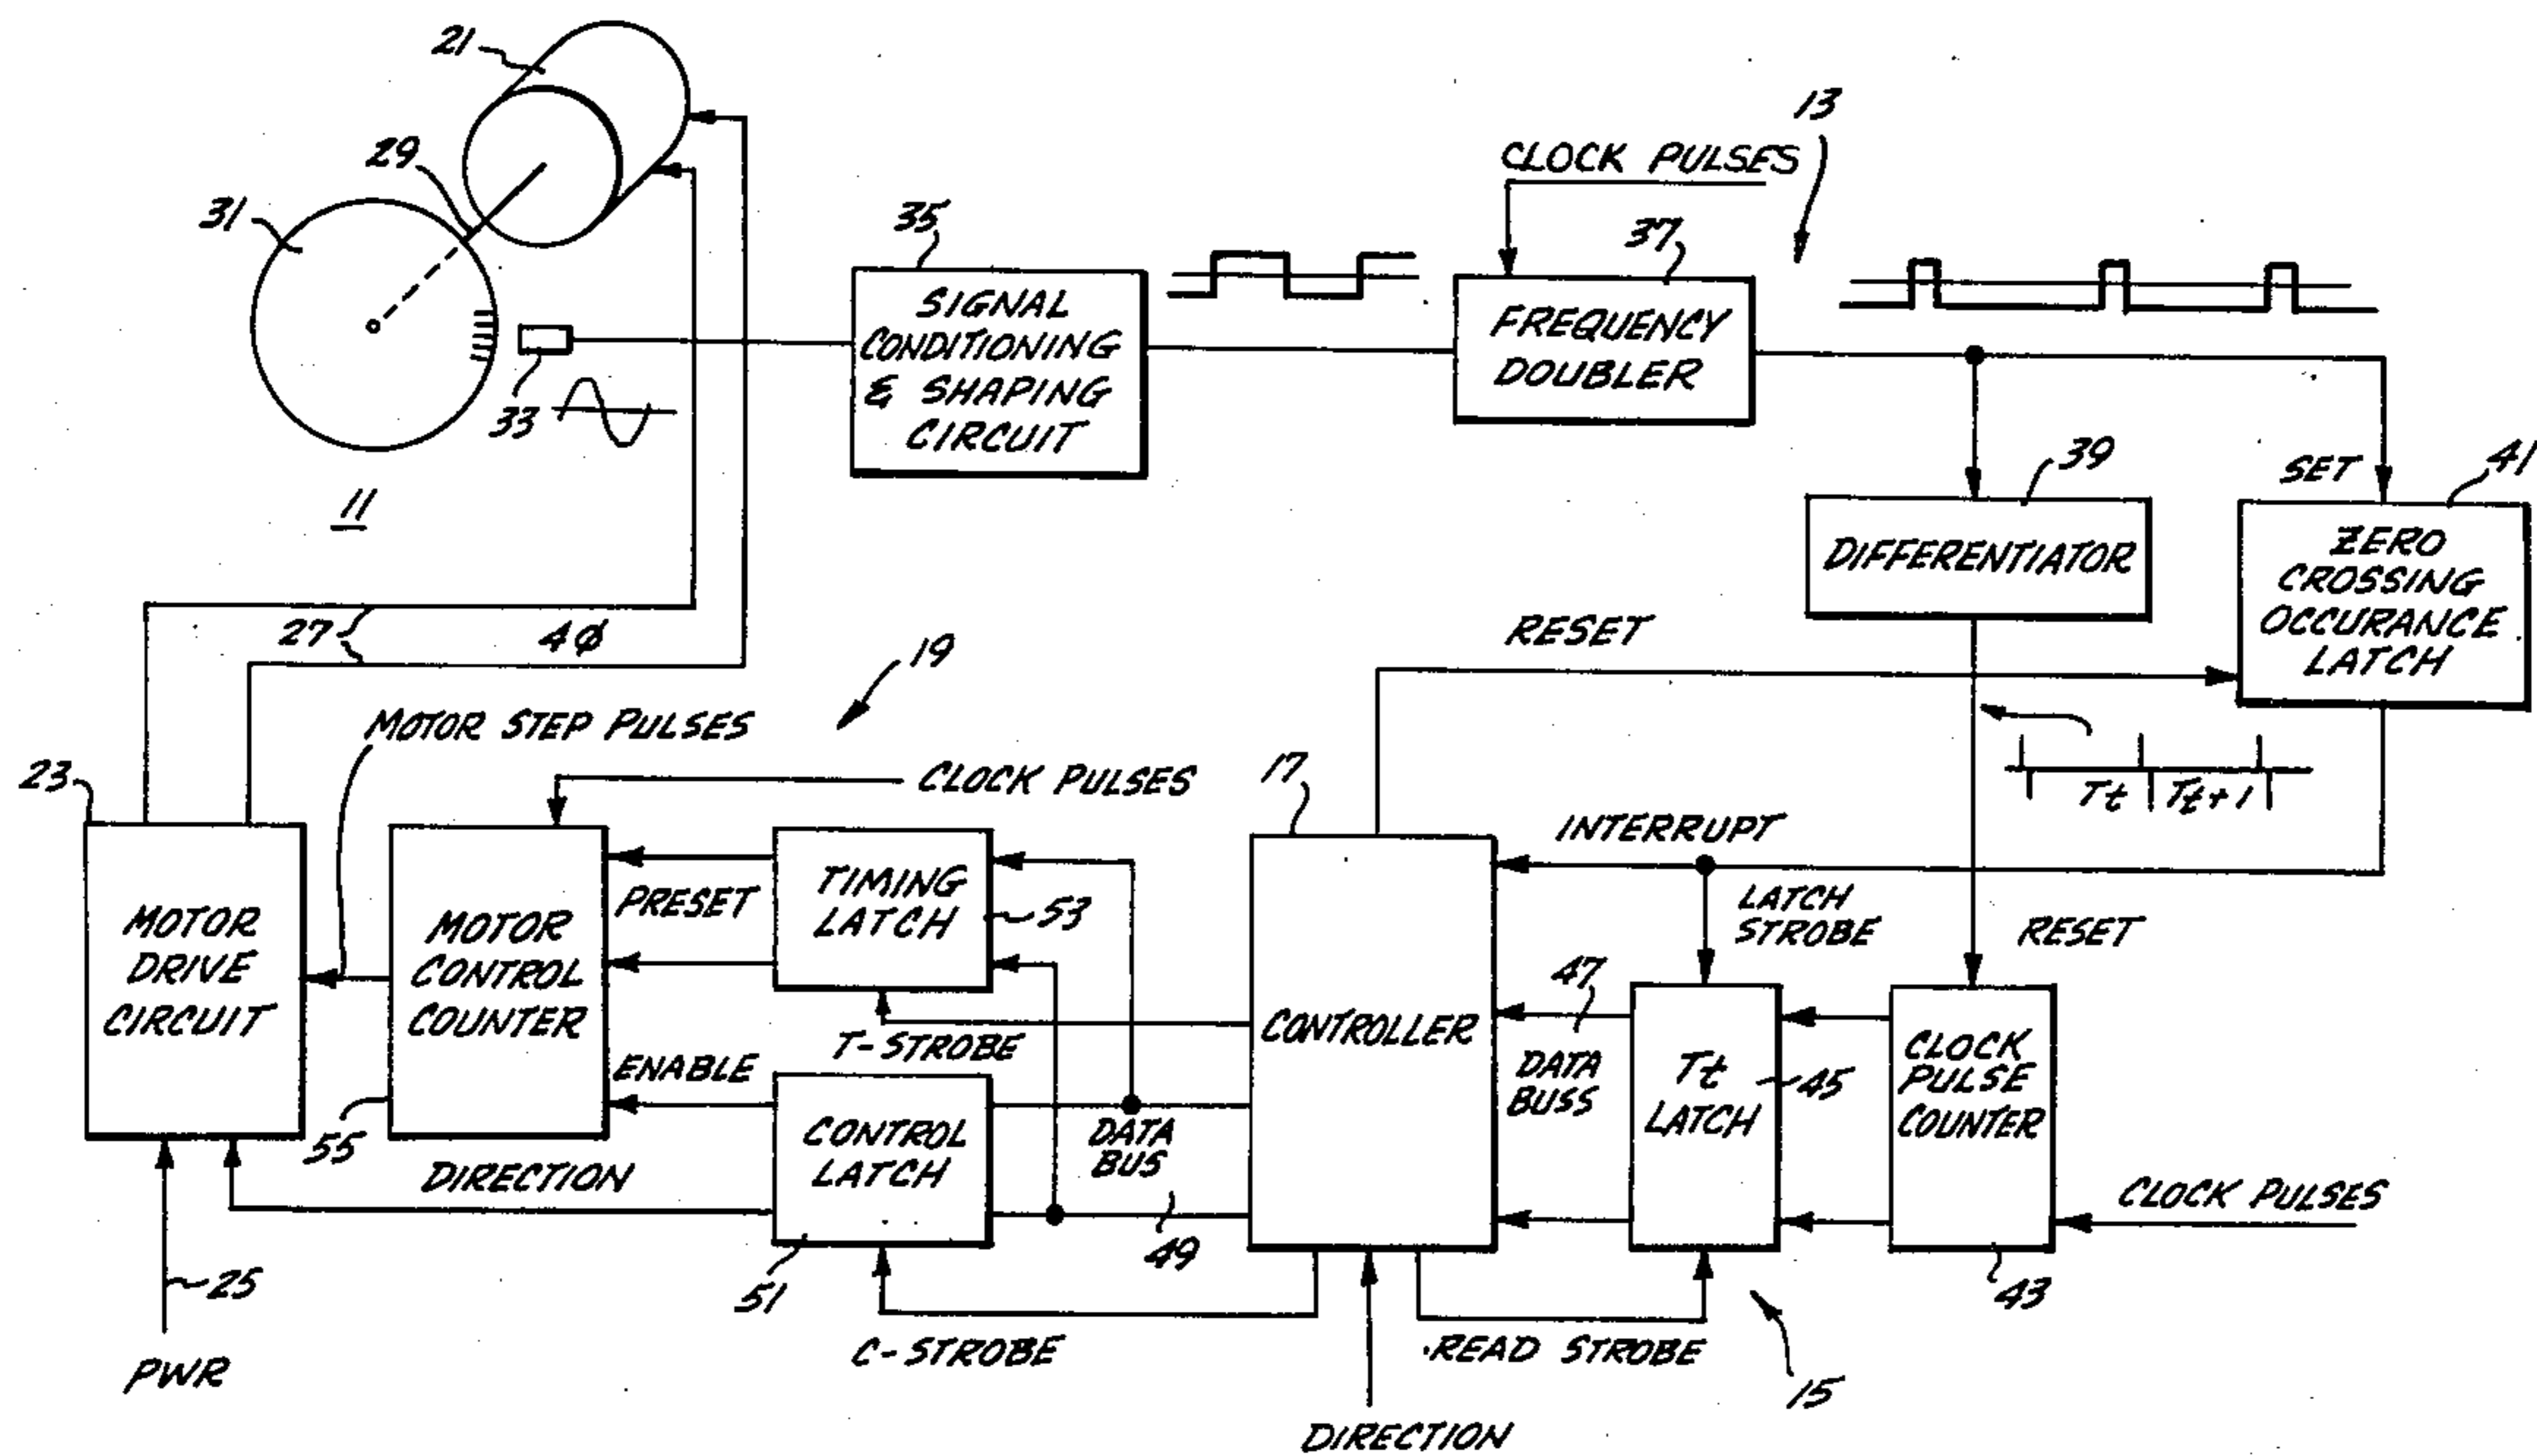 21
29
31
33
11
35
SIGNAL
CONDITIONING
& SHAPING
CIRCUIT
CLOCK PULSES
13
37
FREQUENCY
DOUBLER
39
DIFFERENTIATOR
SET
41
ZERO
CROSSING
OCCURANCE
LATCH
27
4Ø
19
RESET
MOTOR STEP PULSES
CLOCK PULSES
17
Tt
Tt+1
23
MOTOR
DRIVE
CIRCUIT
MOTOR
CONTROL
COUNTER
55
PRESET
TIMING
LATCH
53
T-STROBE
ENABLE
CONTROL
LATCH
51
DATA
BUS
49
DIRECTION
CONTROLLER
INTERRUPT
LATCH
STROBE
RESET
47
DATA
BUSS
Tt
LATCH
45
CLOCK
PULSE
COUNTER
43
CLOCK PULSES
25
PWR
C-STROBE
READ STROBE
15
DIRECTION